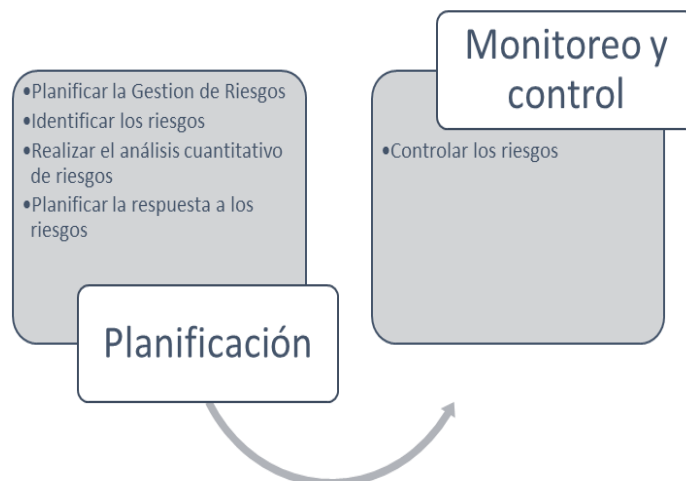 •Planificar la Gestion de Riesgos
•Identificar los riesgos
•Realizar el análisis cuantitativo
de riesgos
•Planificar la respuesta a los
riesgos
Planificación
Monitoreo y
control
•Controlar los riesgos